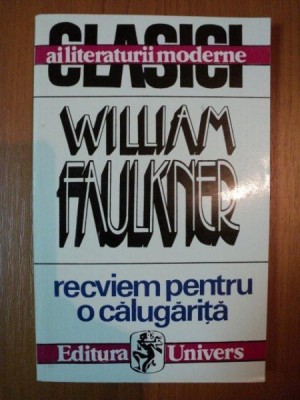 CLASICI
ai literaturii moderne
WILLIAM
FAULKNER
recviem pentru
o călugăriță
Editura Univers